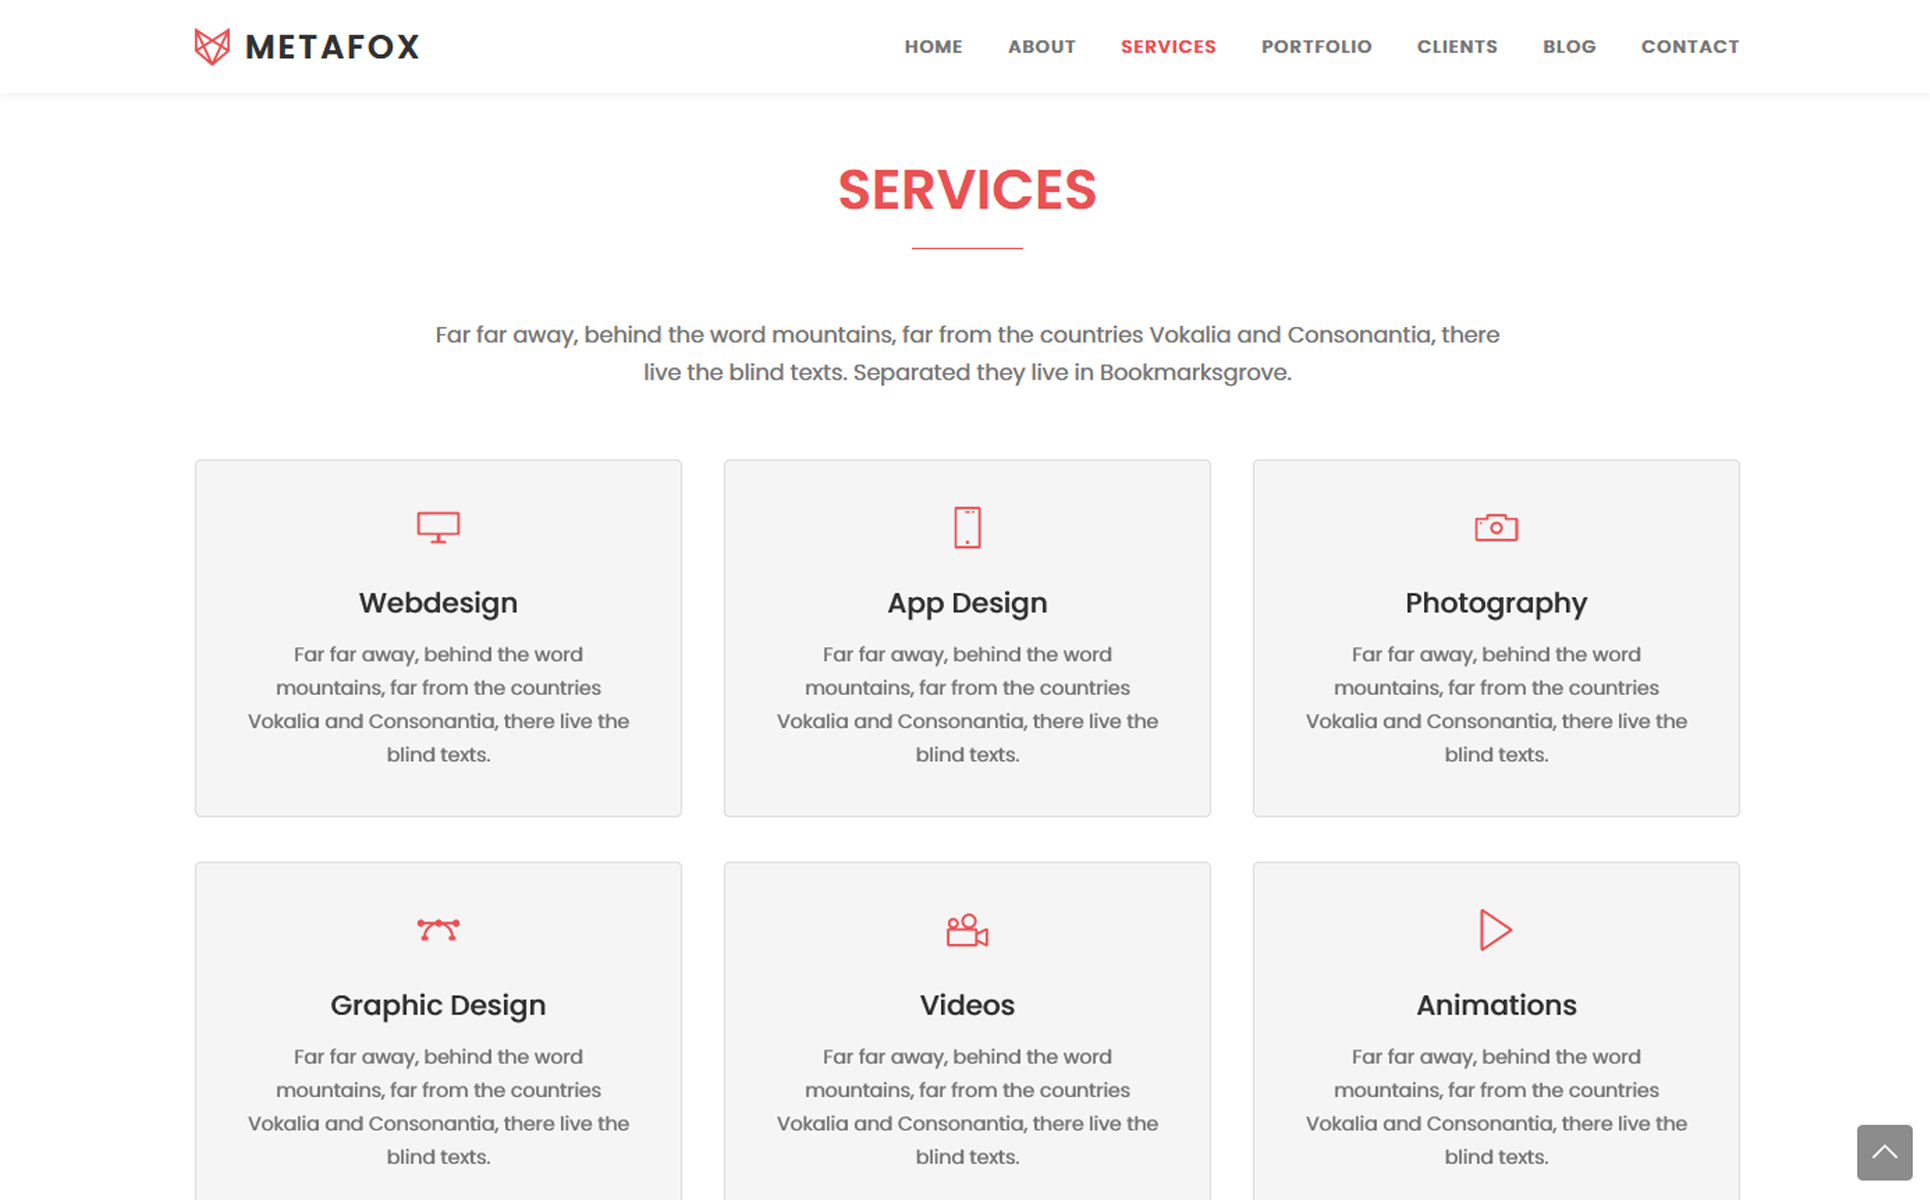 METAFOX
HOME ABOUT SERVICES PORTFOLIO CLIENTS BLOG CONTACT
SERVICES
Far far away, behind the word mountains, far from the countries Vokalia and Consonantia, there
live the blind texts. Separated they live in Bookmarksgrove.
Webdesign
Far far away, behind the word
mountains, far from the countries
Vokalia and Consonantia, there live the
blind texts.
App Design
Far far away, behind the word
mountains, far from the countries
Vokalia and Consonantia, there live the
blind texts.
Photography
Far far away, behind the word
mountains, far from the countries
Vokalia and Consonantia, there live the
blind texts.
Graphic Design
Far far away, behind the word
mountains, far from the countries
Vokalia and Consonantia, there live the
blind texts.
Videos
Far far away, behind the word
mountains, far from the countries
Vokalia and Consonantia, there live the
blind texts.
Animations
Far far away, behind the word
mountains, far from the countries
Vokalia and Consonantia, there live the
blind texts.